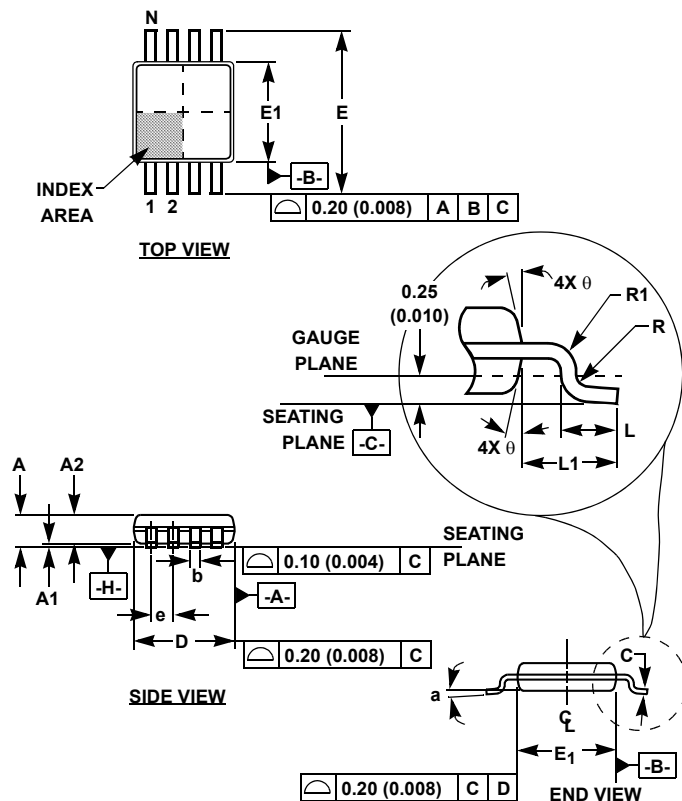 N
E1
E
-B-
INDEX
AREA
1 2
0.20 (0.008) A B C
TOP VIEW
4X θ
R1
0.25
(0.010)
R
GAUGE
PLANE
SEATING
PLANE
-C-
4X θ
L
L1
A A2
SEATING
PLANE
A1
-H-
b
0.10 (0.004) C
-A-
e
D
0.20 (0.008) C
SIDE VIEW
C
a
CL
E1
-B-
0.20 (0.008) C D
END VIEW